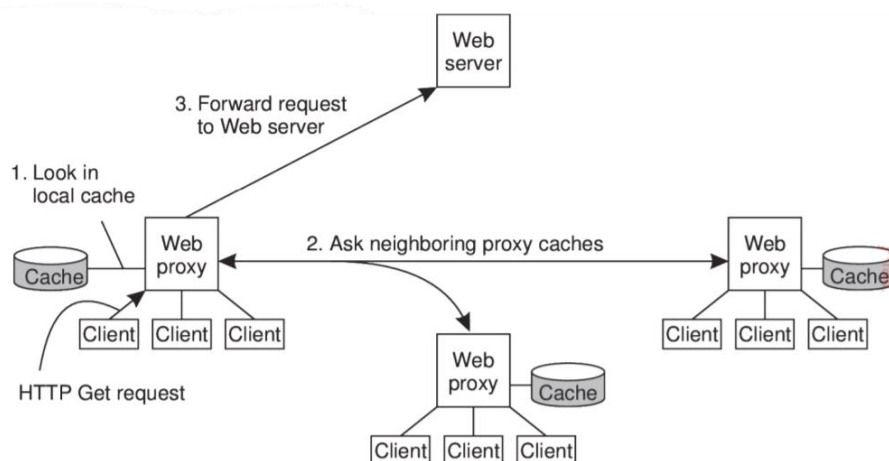 Web
server
3. Forward request
to Web server
1. Look in
local cache
Web
proxy
Cache
2. Ask neighboring proxy caches
Web
proxy
Cache
Client
Client
Client
Client
Client
Client
HTTP Get request
Web
proxy
Cache
Client
Client
Client